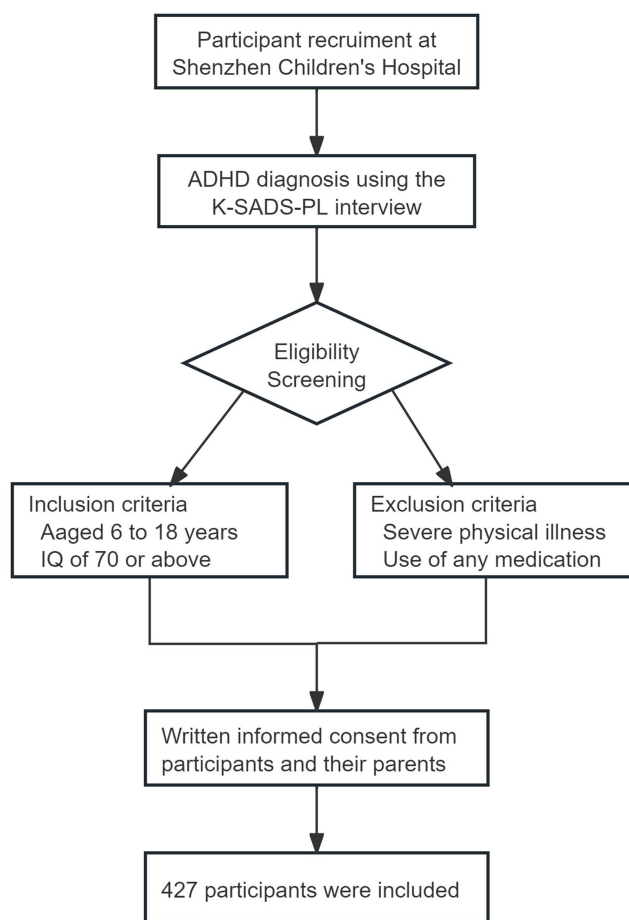 Participant recruiment at
Shenzhen Children's Hospital
ADHD diagnosis using the
K-SADS-PL interview
Eligibility
Screening
Inclusion criteria
Aaged 6 to 18 years
IQ of 70 or above
Exclusion criteria
Severe physical illness
Use of any medication
Written informed consent from
participants and their parents
427 participants were included